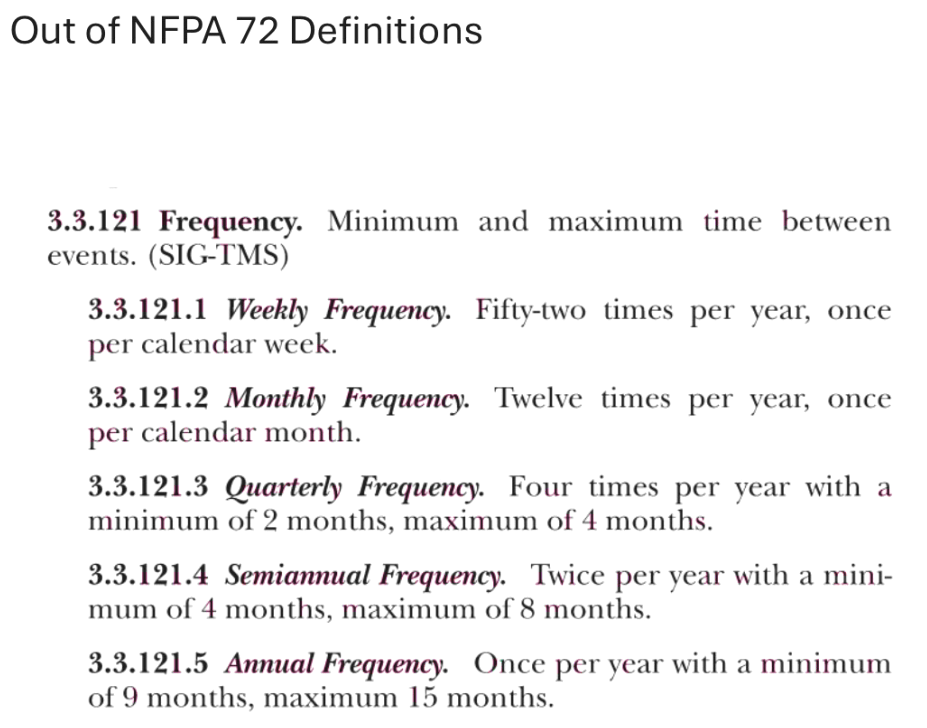 Out of NFPA 72 Definitions
3.3.121 Frequency. Minimum and maximum time between
events. (SIG-TMS)
3.3.121.1 Weekly Frequency. Fifty-two times per year, once
per calendar week.
3.3.121.2 Monthly Frequency. Twelve times per year, once
per calendar month.
3.3.121.3 Quarterly Frequency. Four times per year with a
minimum of 2 months, maximum of 4 months.
3.3.121.4 Semiannual Frequency. Twice per year with a mini-
mum of 4 months, maximum of 8 months.
3.3.121.5 Annual Frequency. Once per year with a minimum
of 9 months, maximum 15 months.